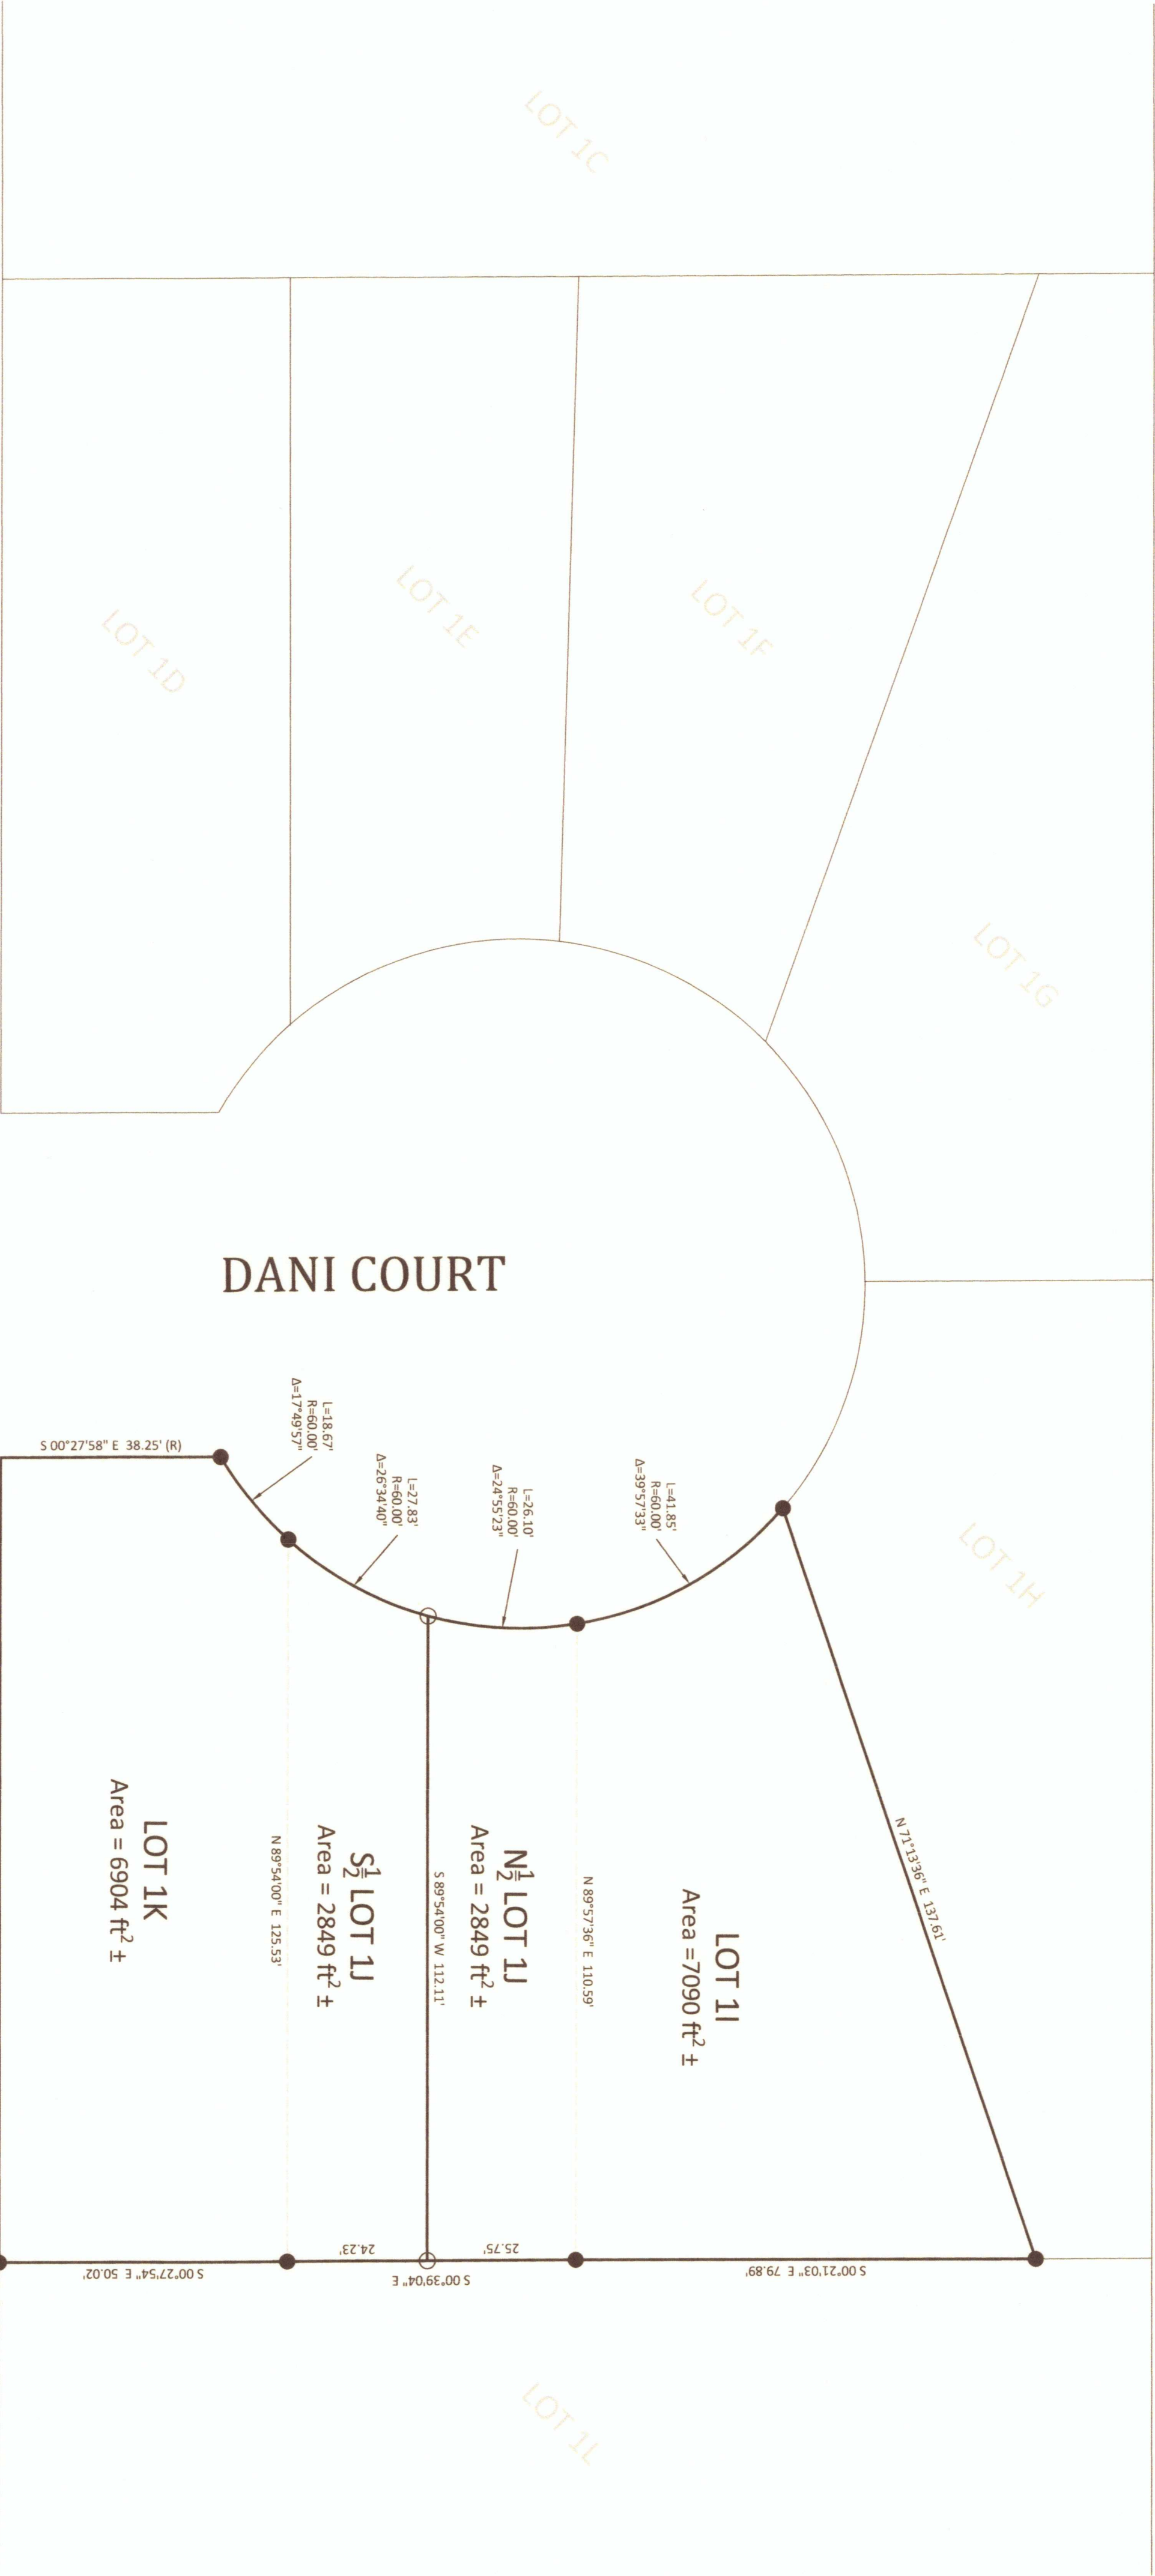 LOT 1C
LOT 1D
LOT 1E
LOT 1F
LOT 1G
DANI COURT
L=18.67'
R=60.00'
Δ=17°49'57"
L=27.83'
R=60.00'
Δ=26°34'40"
L=26.10'
R=60.00'
Δ=24°55'23"
L=41.85'
R=60.00'
Δ=39°57'33"
S 00°27'58" E 38.25' (R)
LOT 1H
LOT 1K
Area = 6904 ft² ±
N 89°54'00" E 125.53'
S½ LOT 1J
Area = 2849 ft² ±
S 89°54'00" W 112.11'
N½ LOT 1J
Area = 2849 ft² ±
N 89°57'36" E 110.59'
LOT 1I
Area =7090 ft² ±
N 71°13'36" E 137.61'
24.23'
25.75'
S 00°27'54" E 50.02'
S 00°39'04" E
S 00°21'03" E 79.89'
LOT 1L